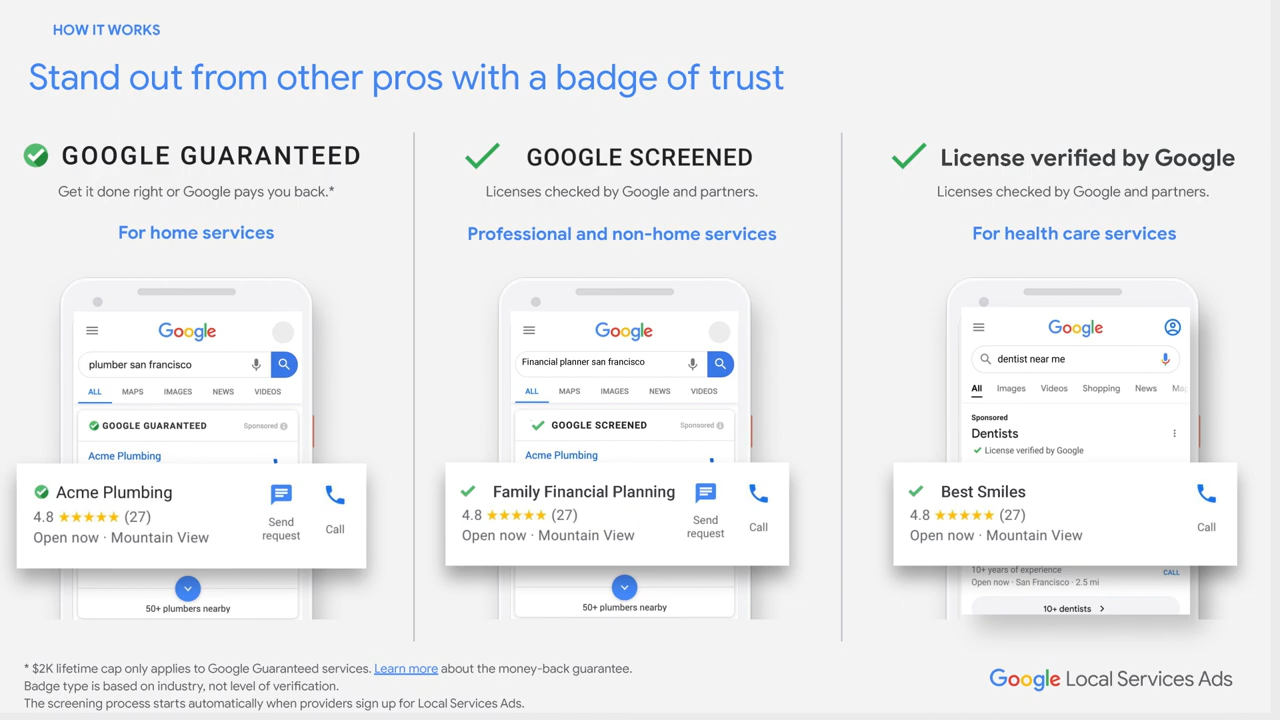 HOW IT WORKS
Stand out from other pros with a badge of trust
GOOGLE GUARANTEED
Get it done right or Google pays you back.*
For home services
Google
plumber san francisco
ALL MAPS IMAGES NEWS VIDEOS
GOOGLE GUARANTEED Sponsored
Acme Plumbing
Acme Plumbing
4.8 ★★★★★ (27)
Open now · Mountain View
Send
request
Call
50+ plumbers nearby
GOOGLE SCREENED
Licenses checked by Google and partners.
Professional and non-home services
Google
Financial planner san francisco
ALL MAPS IMAGES NEWS VIDEOS
GOOGLE SCREENED Sponsored
Acme Plumbing
Family Financial Planning
4.8 ★★★★★ (27)
Open now · Mountain View
Send
request
Call
50+ plumbers nearby
License verified by Google
Licenses checked by Google and partners.
For health care services
Google
dentist near me
All Images Videos Shopping News
Sponsored
Dentists
License verified by Google
Best Smiles
4.8 ★★★★★ (27)
Open now · Mountain View
Call
10+ years of experience
Open now · San Francisco · 2.5 mi
CALL
10+ dentists
* $2K lifetime cap only applies to Google Guaranteed services. Learn more about the money-back guarantee.
Badge type is based on industry, not level of verification.
The screening process starts automatically when providers sign up for Local Services Ads.
Google Local Services Ads